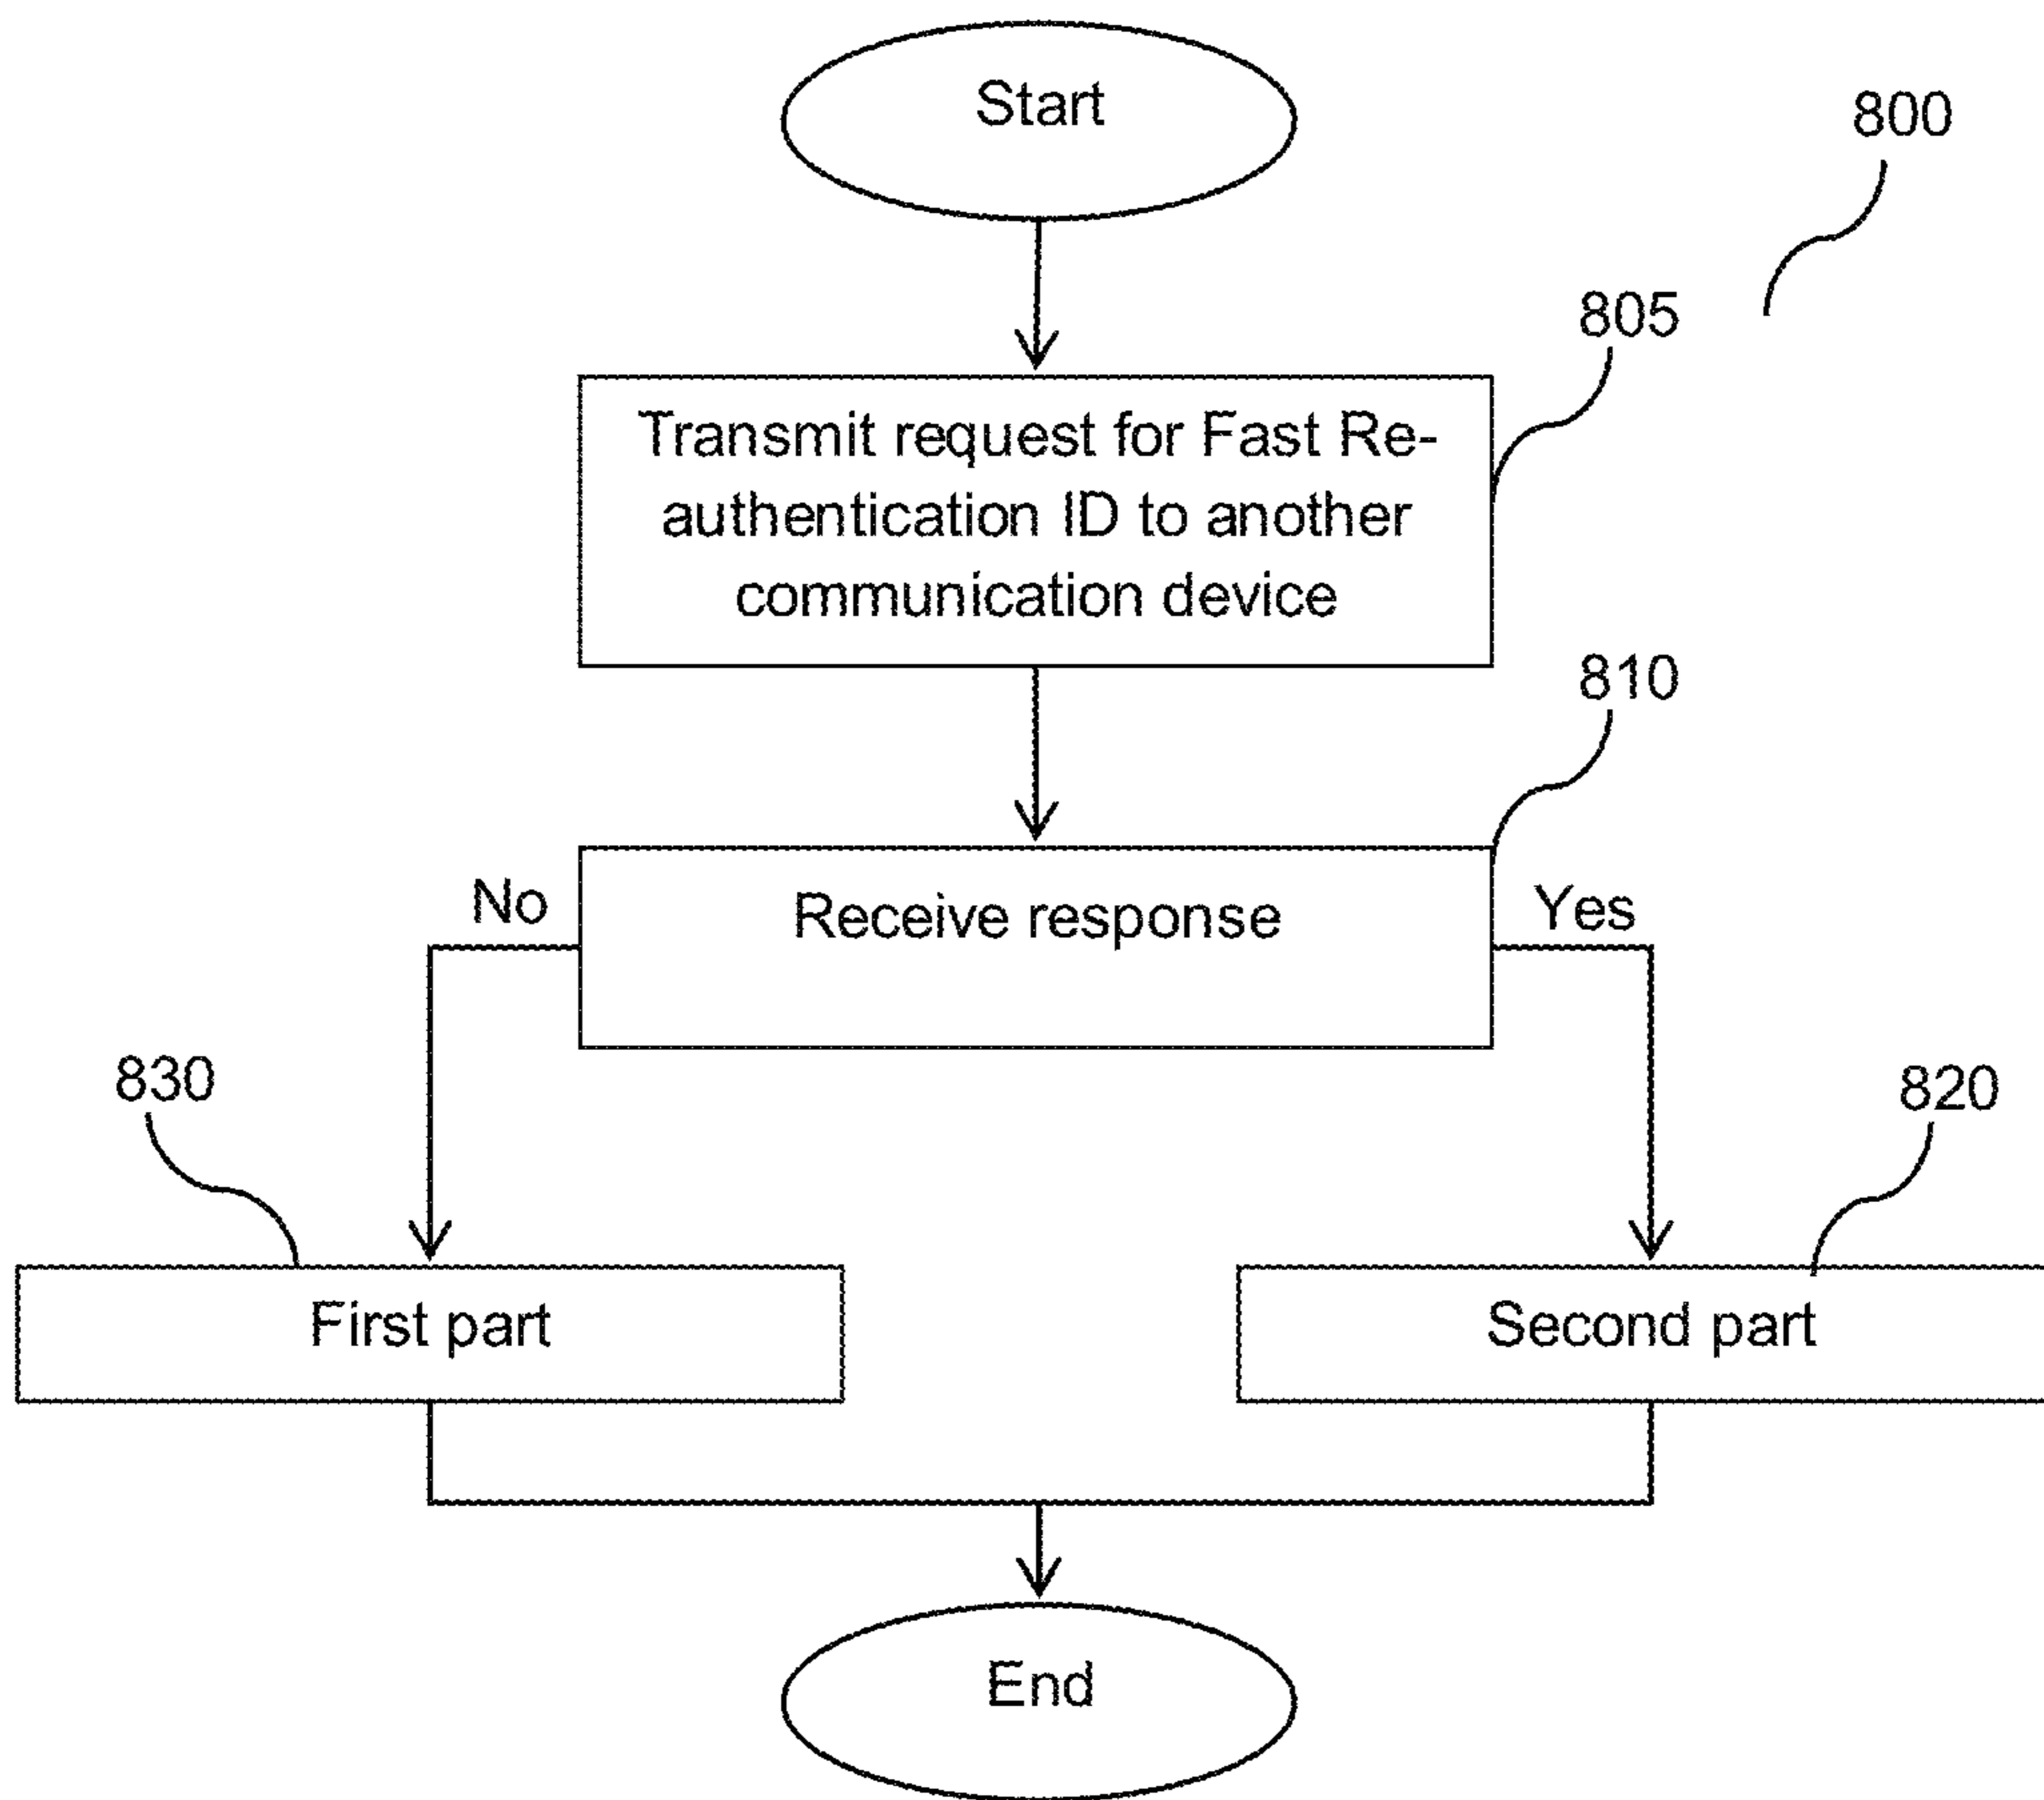 Start
800
805
Transmit request for Fast Re-
authentication ID to another
communication device
810
No
Receive response
Yes
830
820
First part
Second part
End